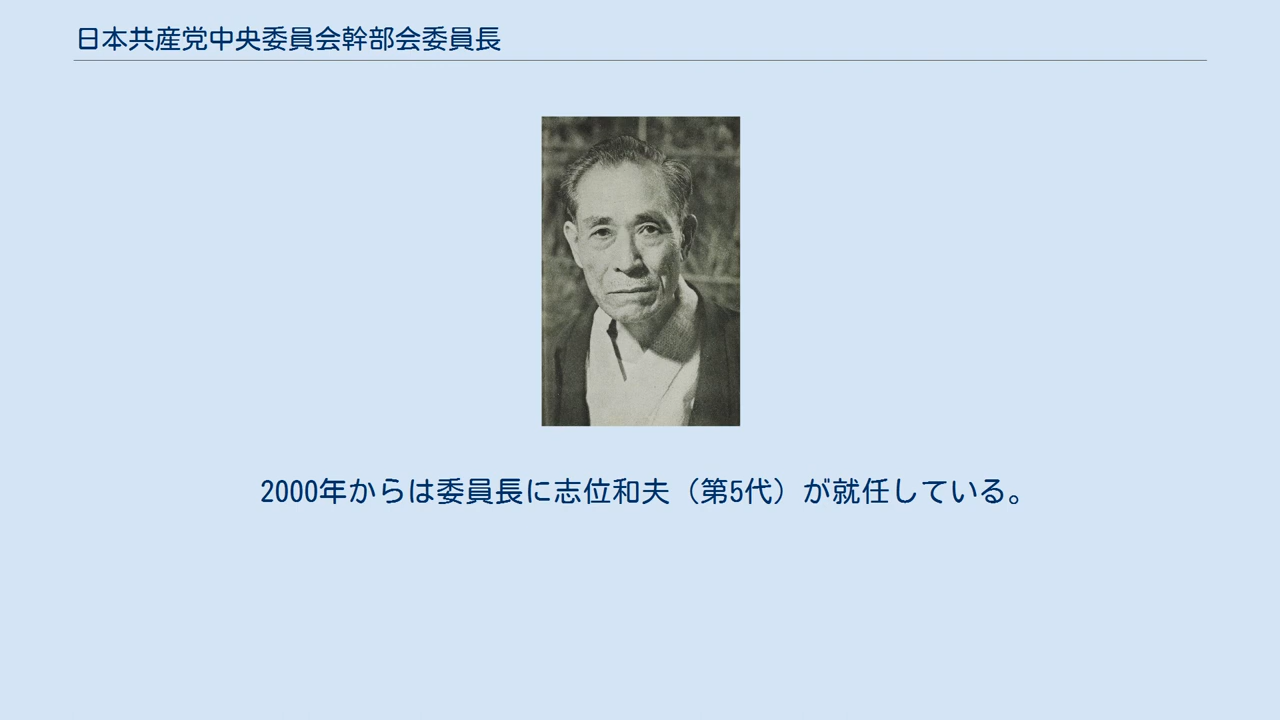 日本共産党中央委員会幹部会委員長
2000年からは委員長に志位和夫（第5代）が就任している。